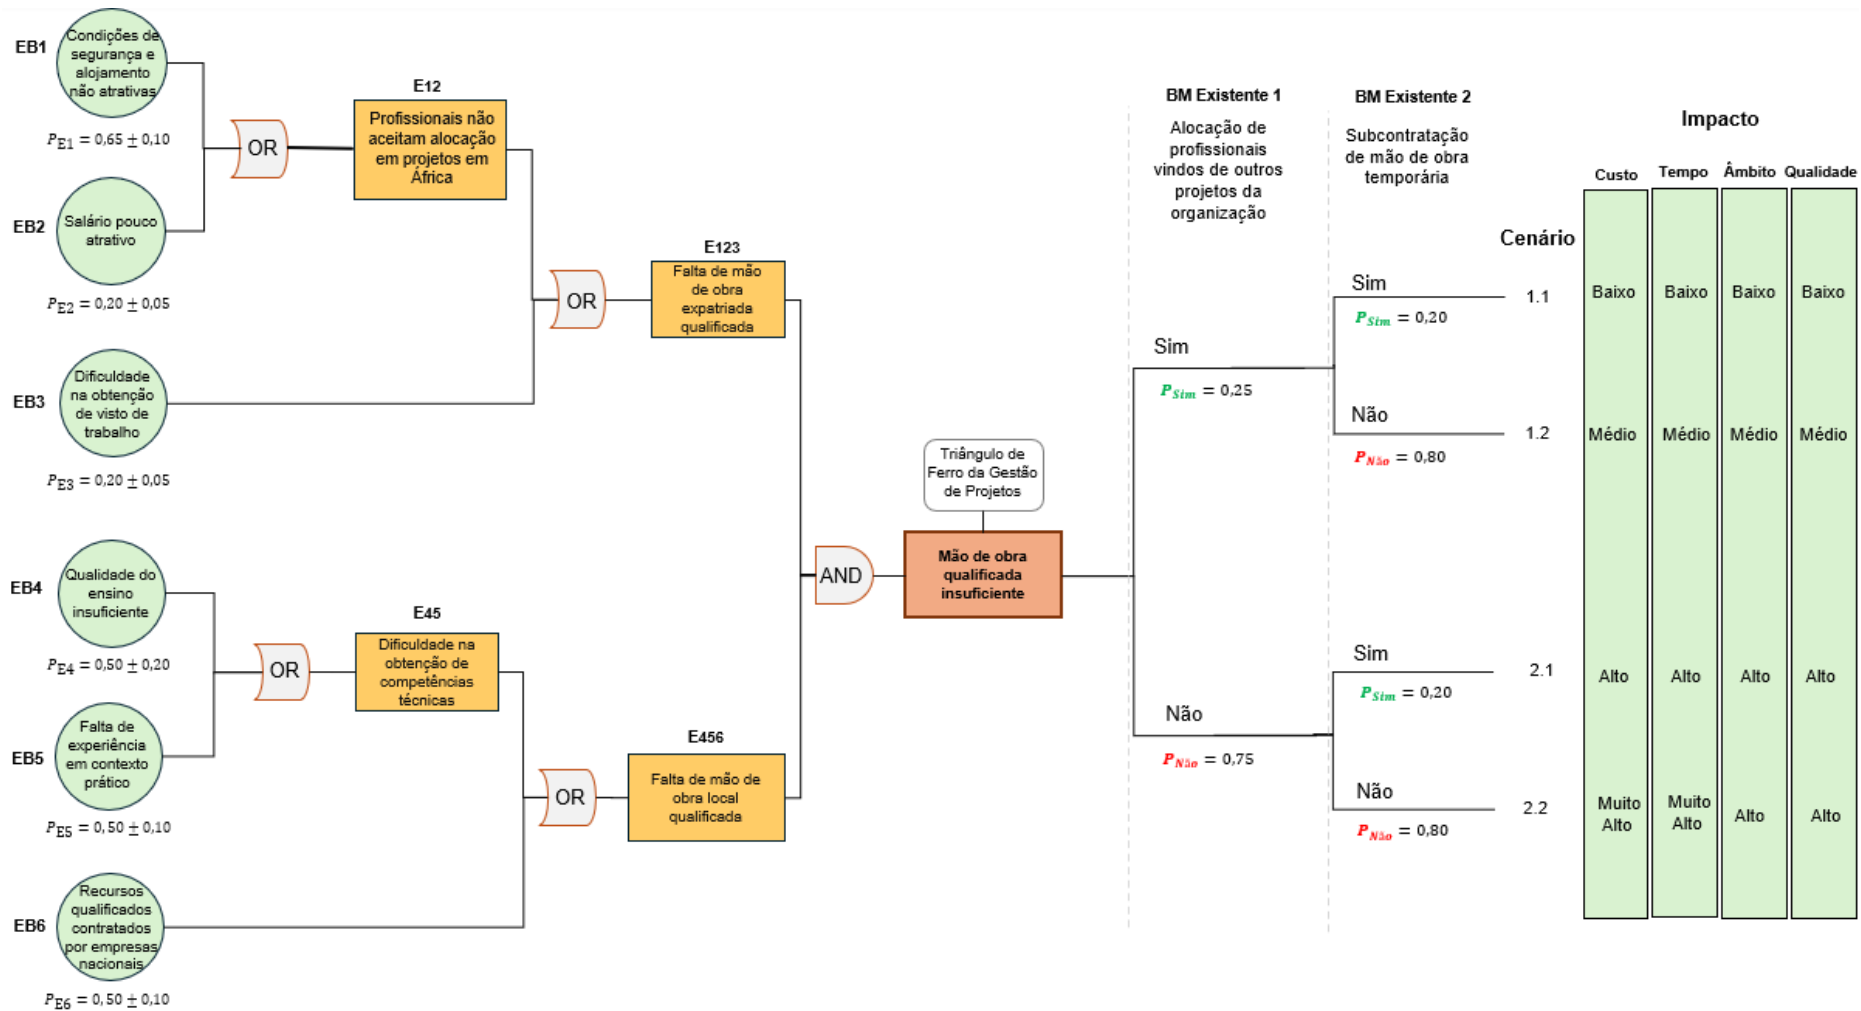 EB1
Condições de
segurança e
alojamento
não atrativas
P_E1 = 0,65 ± 0,10
EB2
Salário pouco
atrativo
P_E2 = 0,20 ± 0,05
EB3
Dificuldade
na obtenção
de visto de
trabalho
P_E3 = 0,20 ± 0,05
EB4
Qualidade do
ensino
insuficiente
P_E4 = 0,50 ± 0,20
EB5
Falta de
experiência
em contexto
prático
P_E5 = 0,50 ± 0,10
EB6
Recursos
qualificados
contratados
por empresas
nacionais
P_E6 = 0,50 ± 0,10
OR
E12
Profissionais não
aceitam alocação
em projetos em
África
OR
E123
Falta de mão
de obra
expatriada
qualificada
OR
E45
Dificuldade na
obtenção de
competências
técnicas
OR
E456
Falta de mão de
obra local
qualificada
AND
Triângulo de
Ferro da Gestão
de Projetos
Mão de obra
qualificada
insuficiente
BM Existente 1
Alocação de
profissionais
vindos de outros
projetos da
organização
Sim
P_Sim = 0,25
Não
P_Não = 0,75
BM Existente 2
Subcontratação
de mão de obra
temporária
Sim
P_Sim = 0,20
Não
P_Não = 0,80
Sim
P_Sim = 0,20
Não
P_Não = 0,80
Impacto
Cenário Custo Tempo Âmbito Qualidade
1.1 Baixo Baixo Baixo Baixo
1.2 Médio Médio Médio Médio
2.1 Alto Alto Alto Alto
2.2 Muito Alto Muito Alto Alto Alto